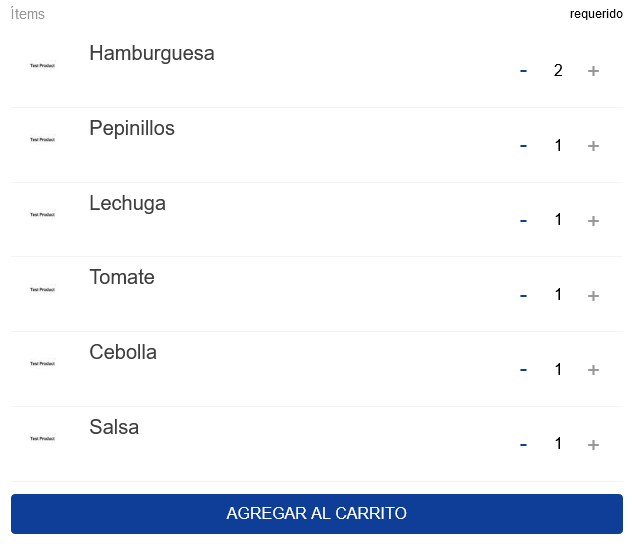 Items
requerido
Hamburguesa
Test Product
- 2 +
Pepinillos
Test Product
- 1 +
Lechuga
Test Product
- 1 +
Tomate
Test Product
- 1 +
Cebolla
Test Product
- 1 +
Salsa
Test Product
- 1 +
AGREGAR AL CARRITO